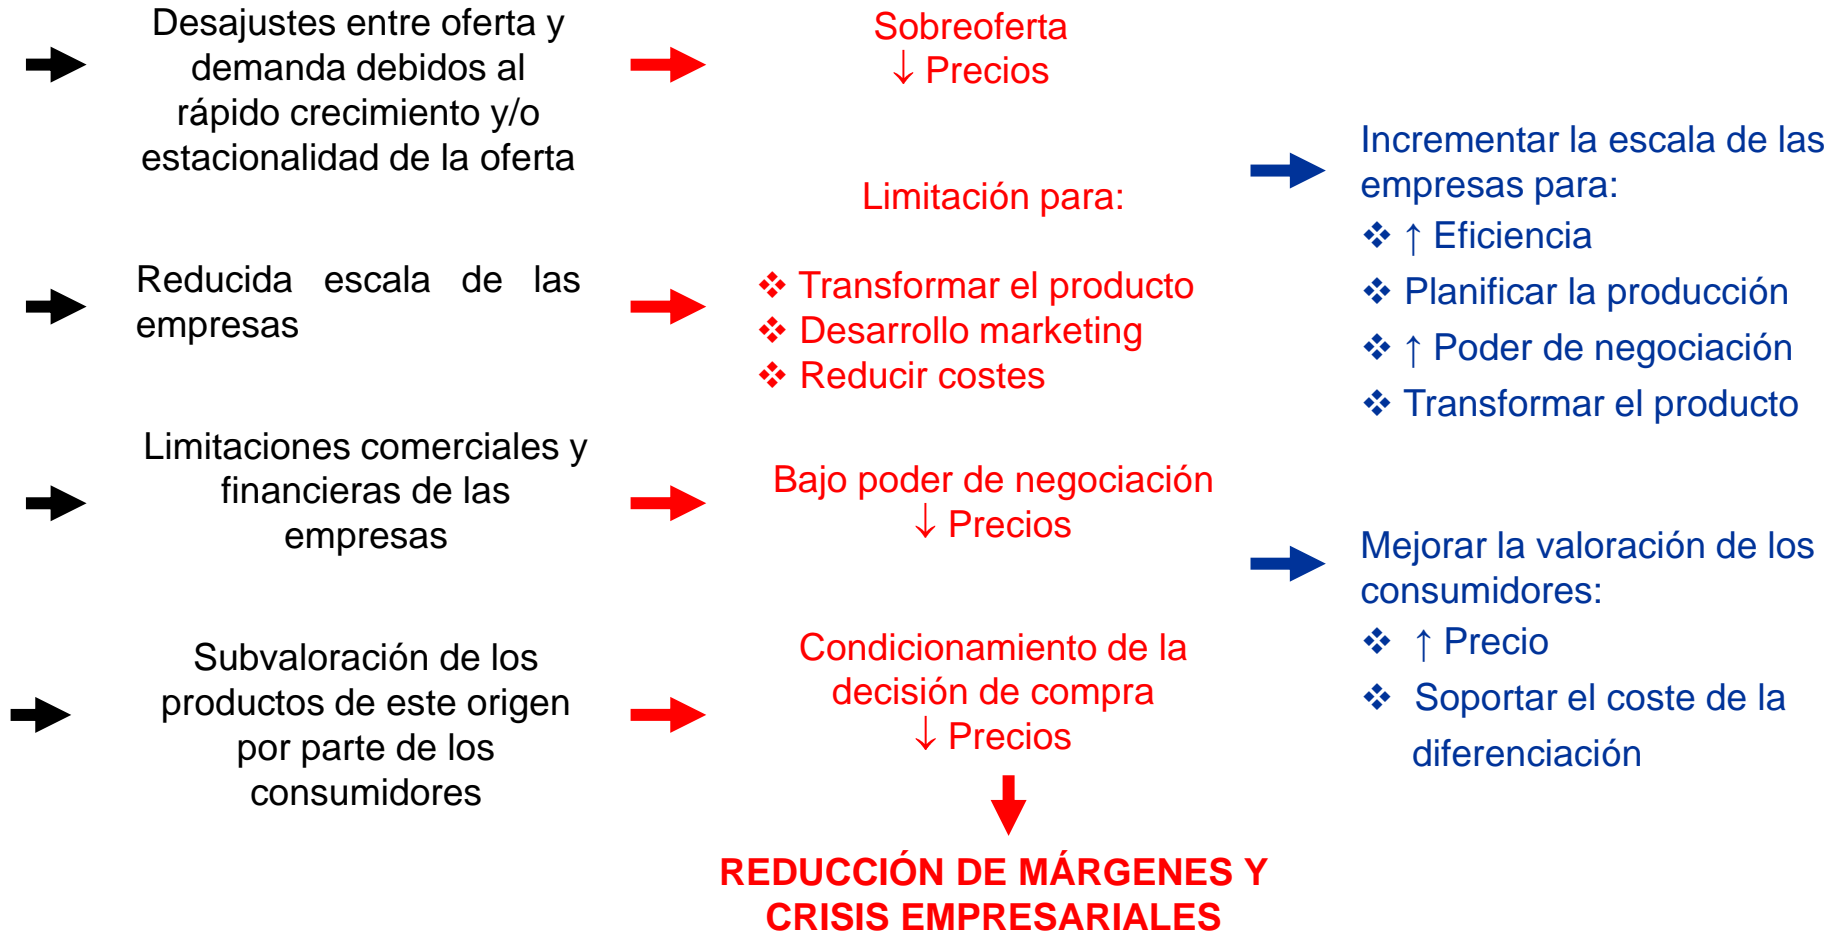 Desajustes entre oferta y
demanda debidos al
rápido crecimiento y/o
estacionalidad de la oferta
Sobreoferta
↓ Precios
Reducida escala de las
empresas
Limitación para:
❖ Transformar el producto
❖ Desarrollo marketing
❖ Reducir costes
Limitaciones comerciales y
financieras de las
empresas
Bajo poder de negociación
↓ Precios
Subvaloración de los
productos de este origen
por parte de los
consumidores
Condicionamiento de la
decisión de compra
↓ Precios
REDUCCIÓN DE MÁRGENES Y
CRISIS EMPRESARIALES
Incrementar la escala de las
empresas para:
❖ ↑ Eficiencia
❖ Planificar la producción
❖ ↑ Poder de negociación
❖ Transformar el producto
Mejorar la valoración de los
consumidores:
❖ ↑ Precio
❖ Soportar el coste de la
diferenciación